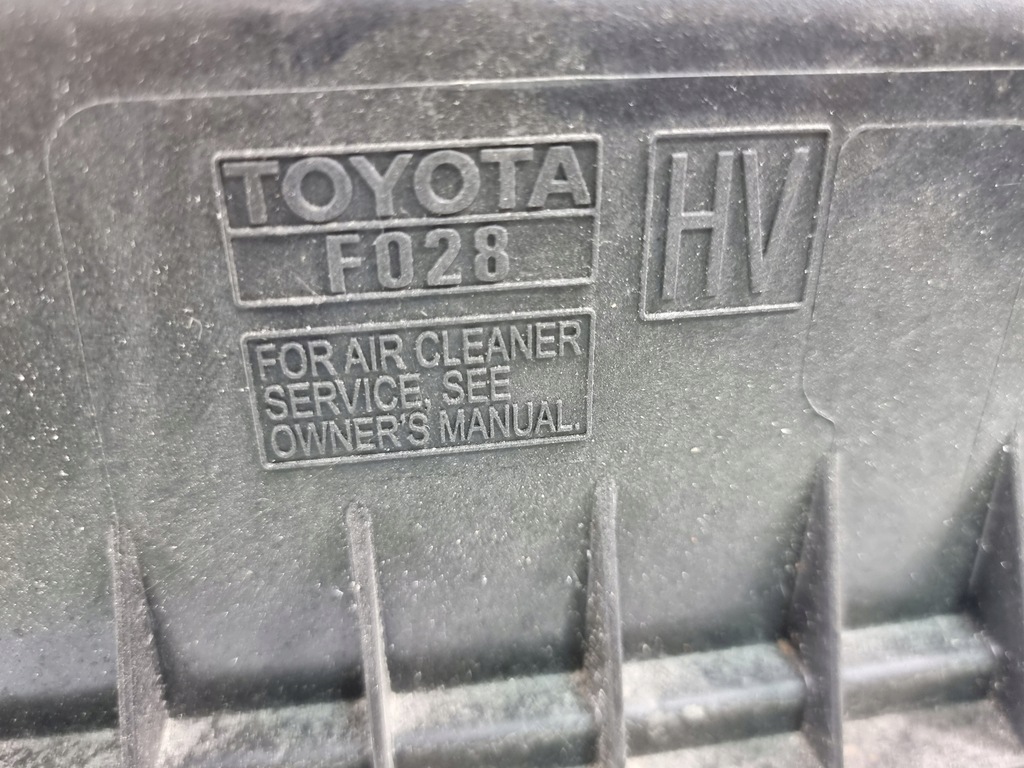 TOYOTA
F028
HV
FOR AIR CLEANER
SERVICE, SEE
OWNER'S MANUAL.